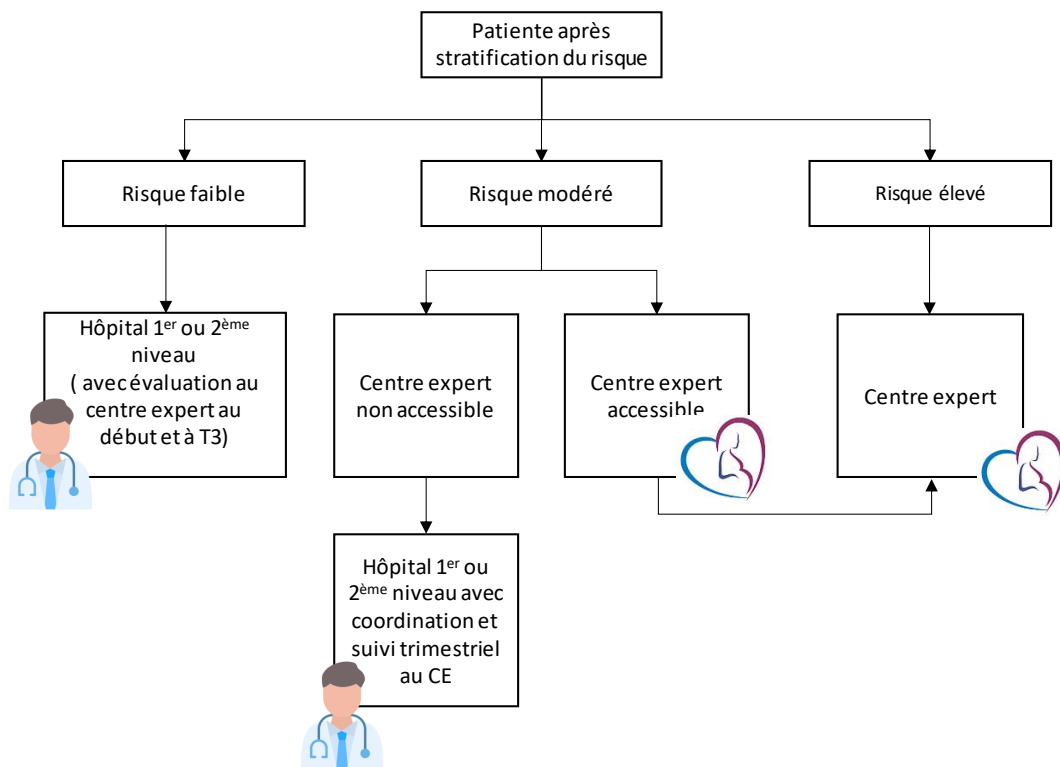 Patiente après
stratification du risque
Risque faible
Risque modéré
Risque élevé
Hôpital 1er ou 2ème
niveau
( avec évaluation au
centre expert au
début et à T3)
Centre expert
non accessible
Centre expert
accessible
Centre expert
Hôpital 1er ou
2ème niveau avec
coordination et
suivi trimestriel
au CE